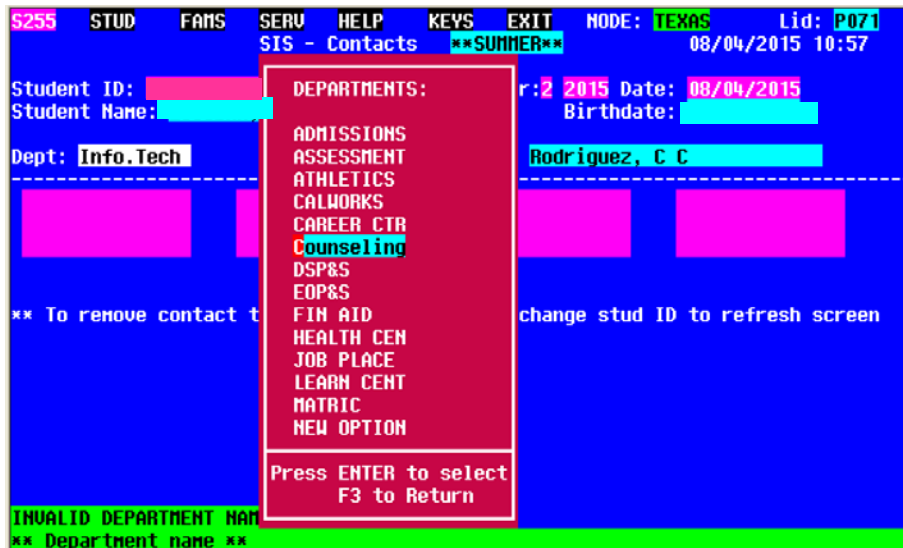 S255 STUD FAMS SERV HELP KEYS EXIT NODE: TEXAS Lid: P071
SIS - Contacts **SUMMER** 08/04/2015 10:57
Student ID: r:2 2015 Date: 08/04/2015
Student Name: Birthdate:
Dept: Info.Tech Rodriguez, C C
DEPARTMENTS:
ADMISSIONS
ASSESSMENT
ATHLETICS
CALWORKS
CAREER CTR
Counseling
DSP&S
EOP&S
FIN AID
HEALTH CEN
JOB PLACE
LEARN CENT
MATRIC
NEW OPTION
Press ENTER to select
F3 to Return
** To remove contact t change stud ID to refresh screen
INVALID DEPARTMENT NAM
** Department name **